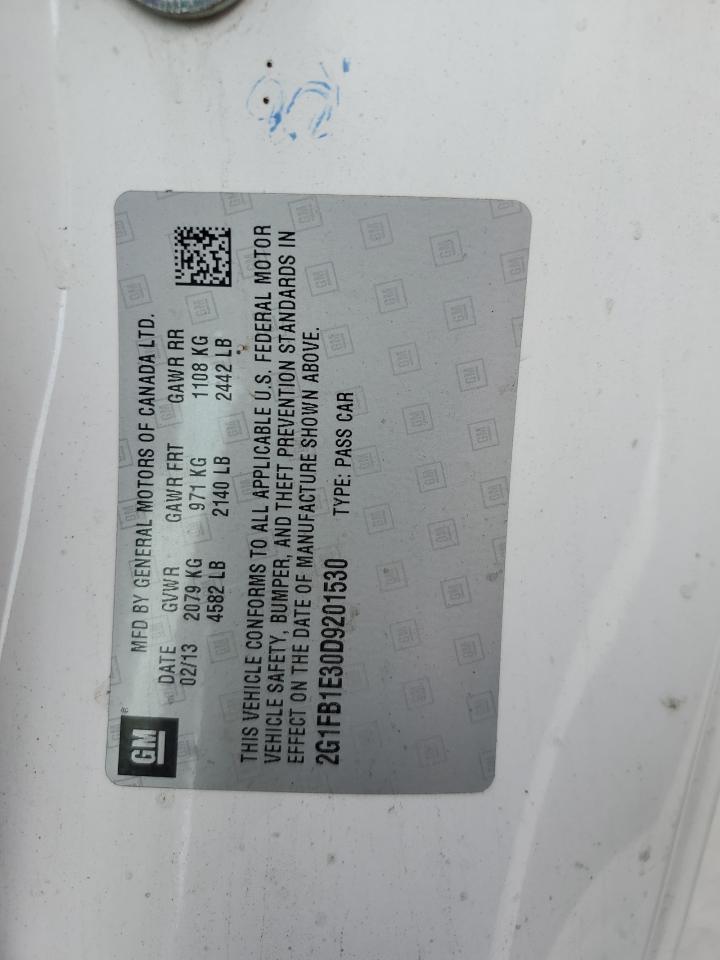 GM®
MFD BY GENERAL MOTORS OF CANADA LTD.
DATE GVWR GAWR FRT GAWR RR
02/13 2079 KG 971 KG 1108 KG
4582 LB 2140 LB 2442 LB
THIS VEHICLE CONFORMS TO ALL APPLICABLE U.S. FEDERAL MOTOR
VEHICLE SAFETY, BUMPER, AND THEFT PREVENTION STANDARDS IN
EFFECT ON THE DATE OF MANUFACTURE SHOWN ABOVE.
2G1FB1E30D9201530 TYPE: PASS CAR